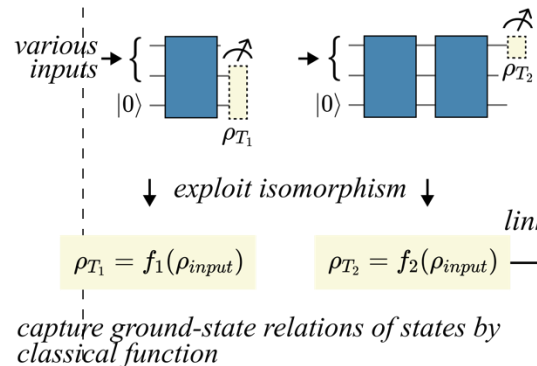 various
inputs
|0⟩
ρ_{T_1}
|0⟩
ρ_{T_2}
exploit isomorphism
ρ_{T_1} = f_1(ρ_{input})
ρ_{T_2} = f_2(ρ_{input})
capture ground-state relations of states by
classical function